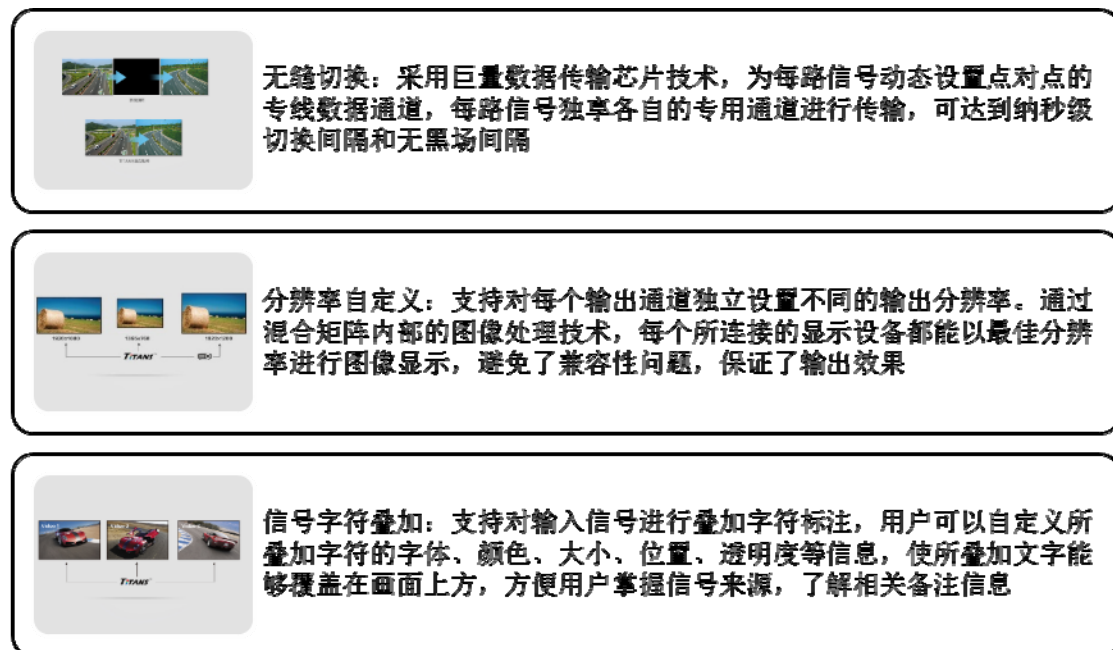 无缝切换：采用巨量数据传输芯片技术，为每路信号动态设置点对点的
专线数据通道，每路信号独享各自的专用通道进行传输，可达到纳秒级
切换间隔和无黑场间隔
分辨率自定义：支持对每个输出通道独立设置不同的输出分辨率。通过
混合矩阵内部的图像处理技术，每个所连接的显示设备都能以最佳分辨
率进行图像显示，避免了兼容性问题，保证了输出效果
TITANS
Video 1 Video 2
信号字符叠加：支持对输入信号进行叠加字符标注，用户可以自定义所
叠加字符的字体、颜色、大小、位置、透明度等信息，使所叠加文字能
够覆盖在画面上方，方便用户掌握信号来源，了解相关备注信息
TITANS